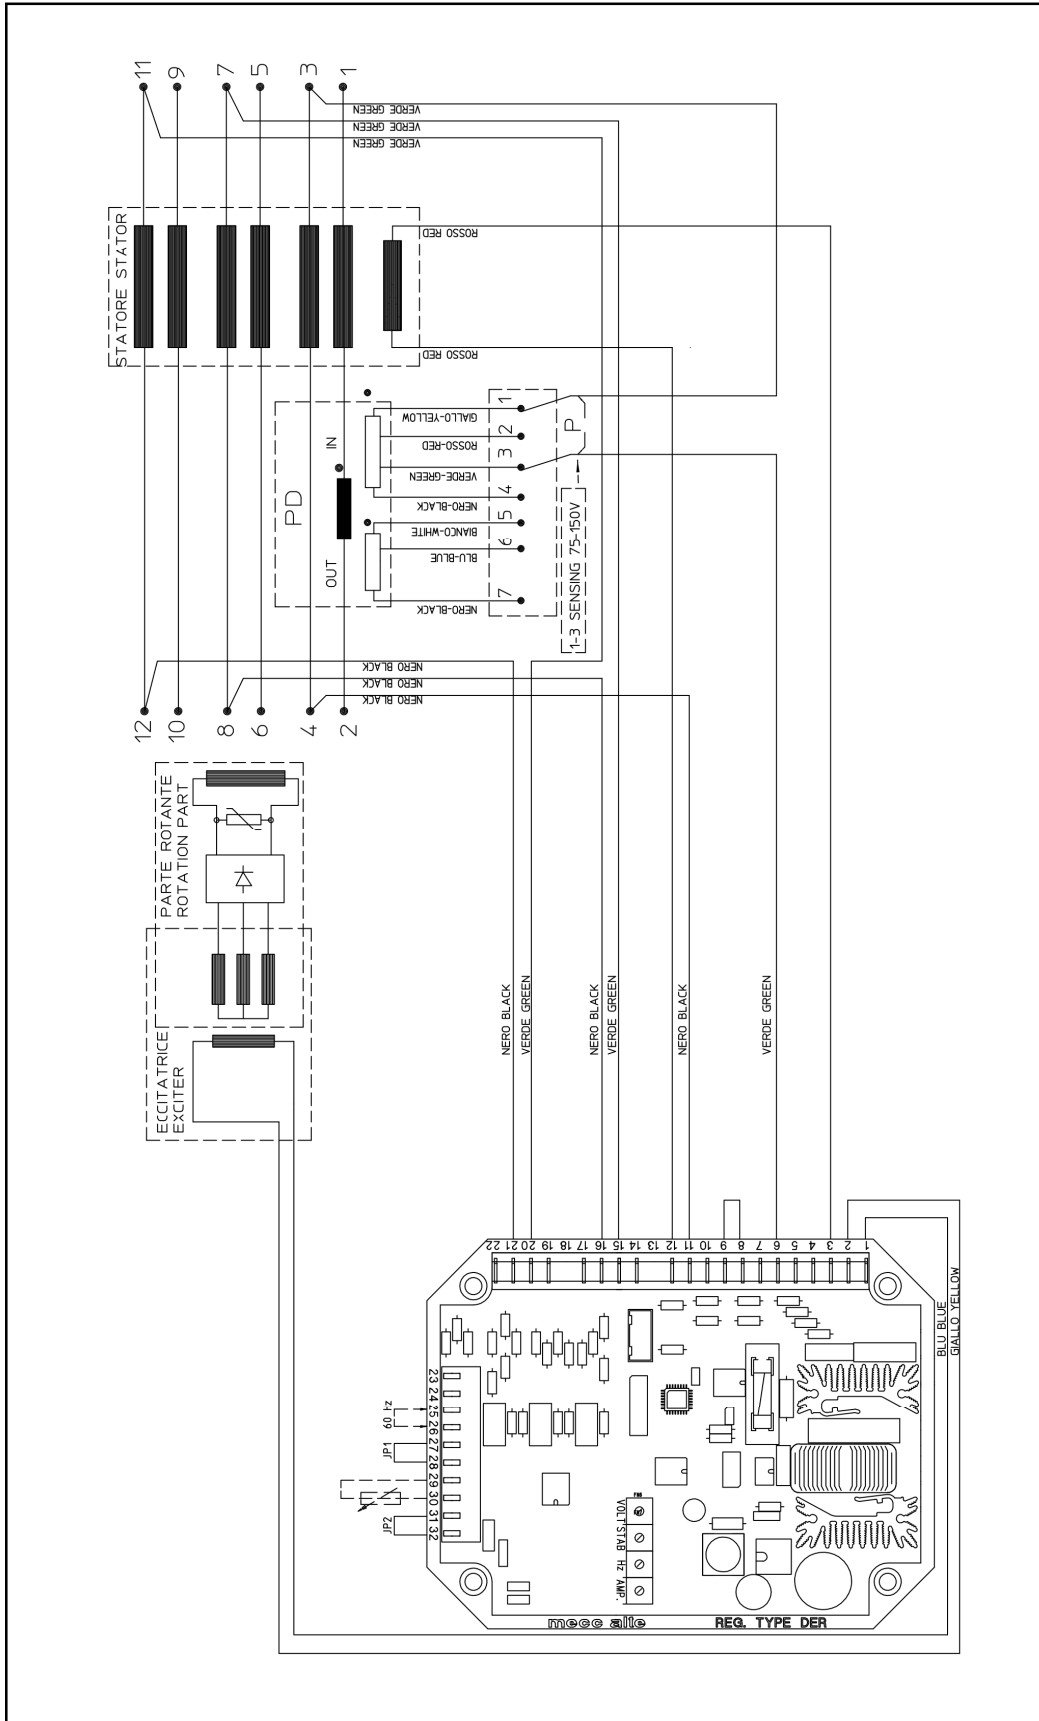 11
9
7
5
3
1
VERDE GREEN
VERDE GREEN
VERDE GREEN
STATORE STATOR
ROSSO RED
ROSSO RED
PD
IN
OUT
GIALLO-YELLOW
ROSSO-RED
VERDE-GREEN
NERO-BLACK
BIANCO-WHITE
BLU-BLUE
NERO-BLACK
1
2
3
4
5
6
7
P
1-3 SENSING 75-150V
NERO BLACK
NERO BLACK
NERO BLACK
12
10
8
6
4
2
PARTE ROTANTE
ROTATION PART
ECCITATRICE
EXCITER
NERO BLACK
VERDE GREEN
NERO BLACK
VERDE GREEN
NERO BLACK
VERDE GREEN
22
21
20
19
18
17
16
15
14
13
12
11
10
9
8
7
6
5
4
3
2
1
BLU BLUE
GIALLO YELLOW
23
24
25
26
27
28
29
30
31
32
60 Hz
JP1
JP2
VOLT
STAB
Hz
AMP.
mecc alte
REG. TYPE DER